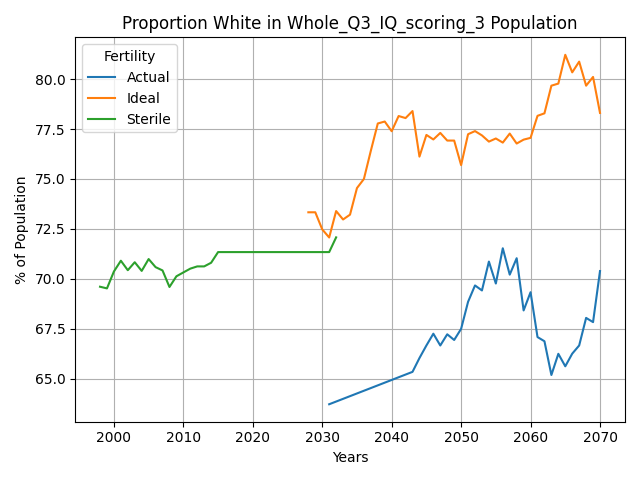 Proportion White in Whole_Q3_IQ_scoring_3 Population
Fertility
Actual
Ideal
Sterile
% of Population
80.0
77.5
75.0
72.5
70.0
67.5
65.0
2000 2010 2020 2030 2040 2050 2060 2070
Years